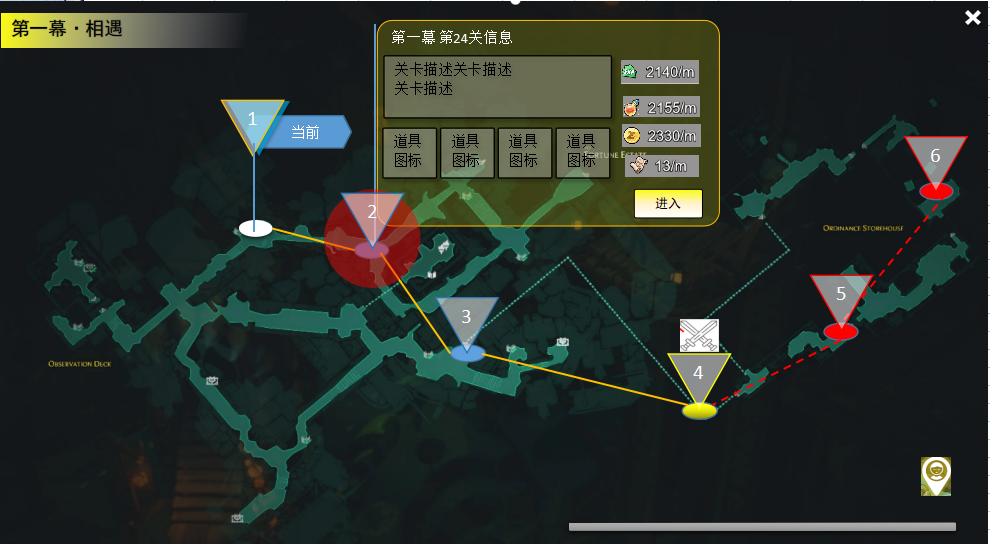 第一幕·相遇
第一幕 第24关信息
关卡描述关卡描述
关卡描述
2140/m
2155/m
2330/m
13/m
道具
图标
道具
图标
道具
图标
道具
图标
进入
1
当前
2
3
4
5
6
ORDNANCE STOREHOUSE
OBSERVATION DECK